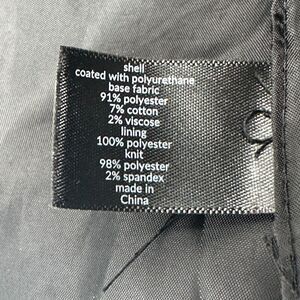 shell
coated with polyurethane
base fabric
91% polyester
7% cotton
2% viscose
lining
100% polyester
knit
98% polyester
2% spandex
made in
China